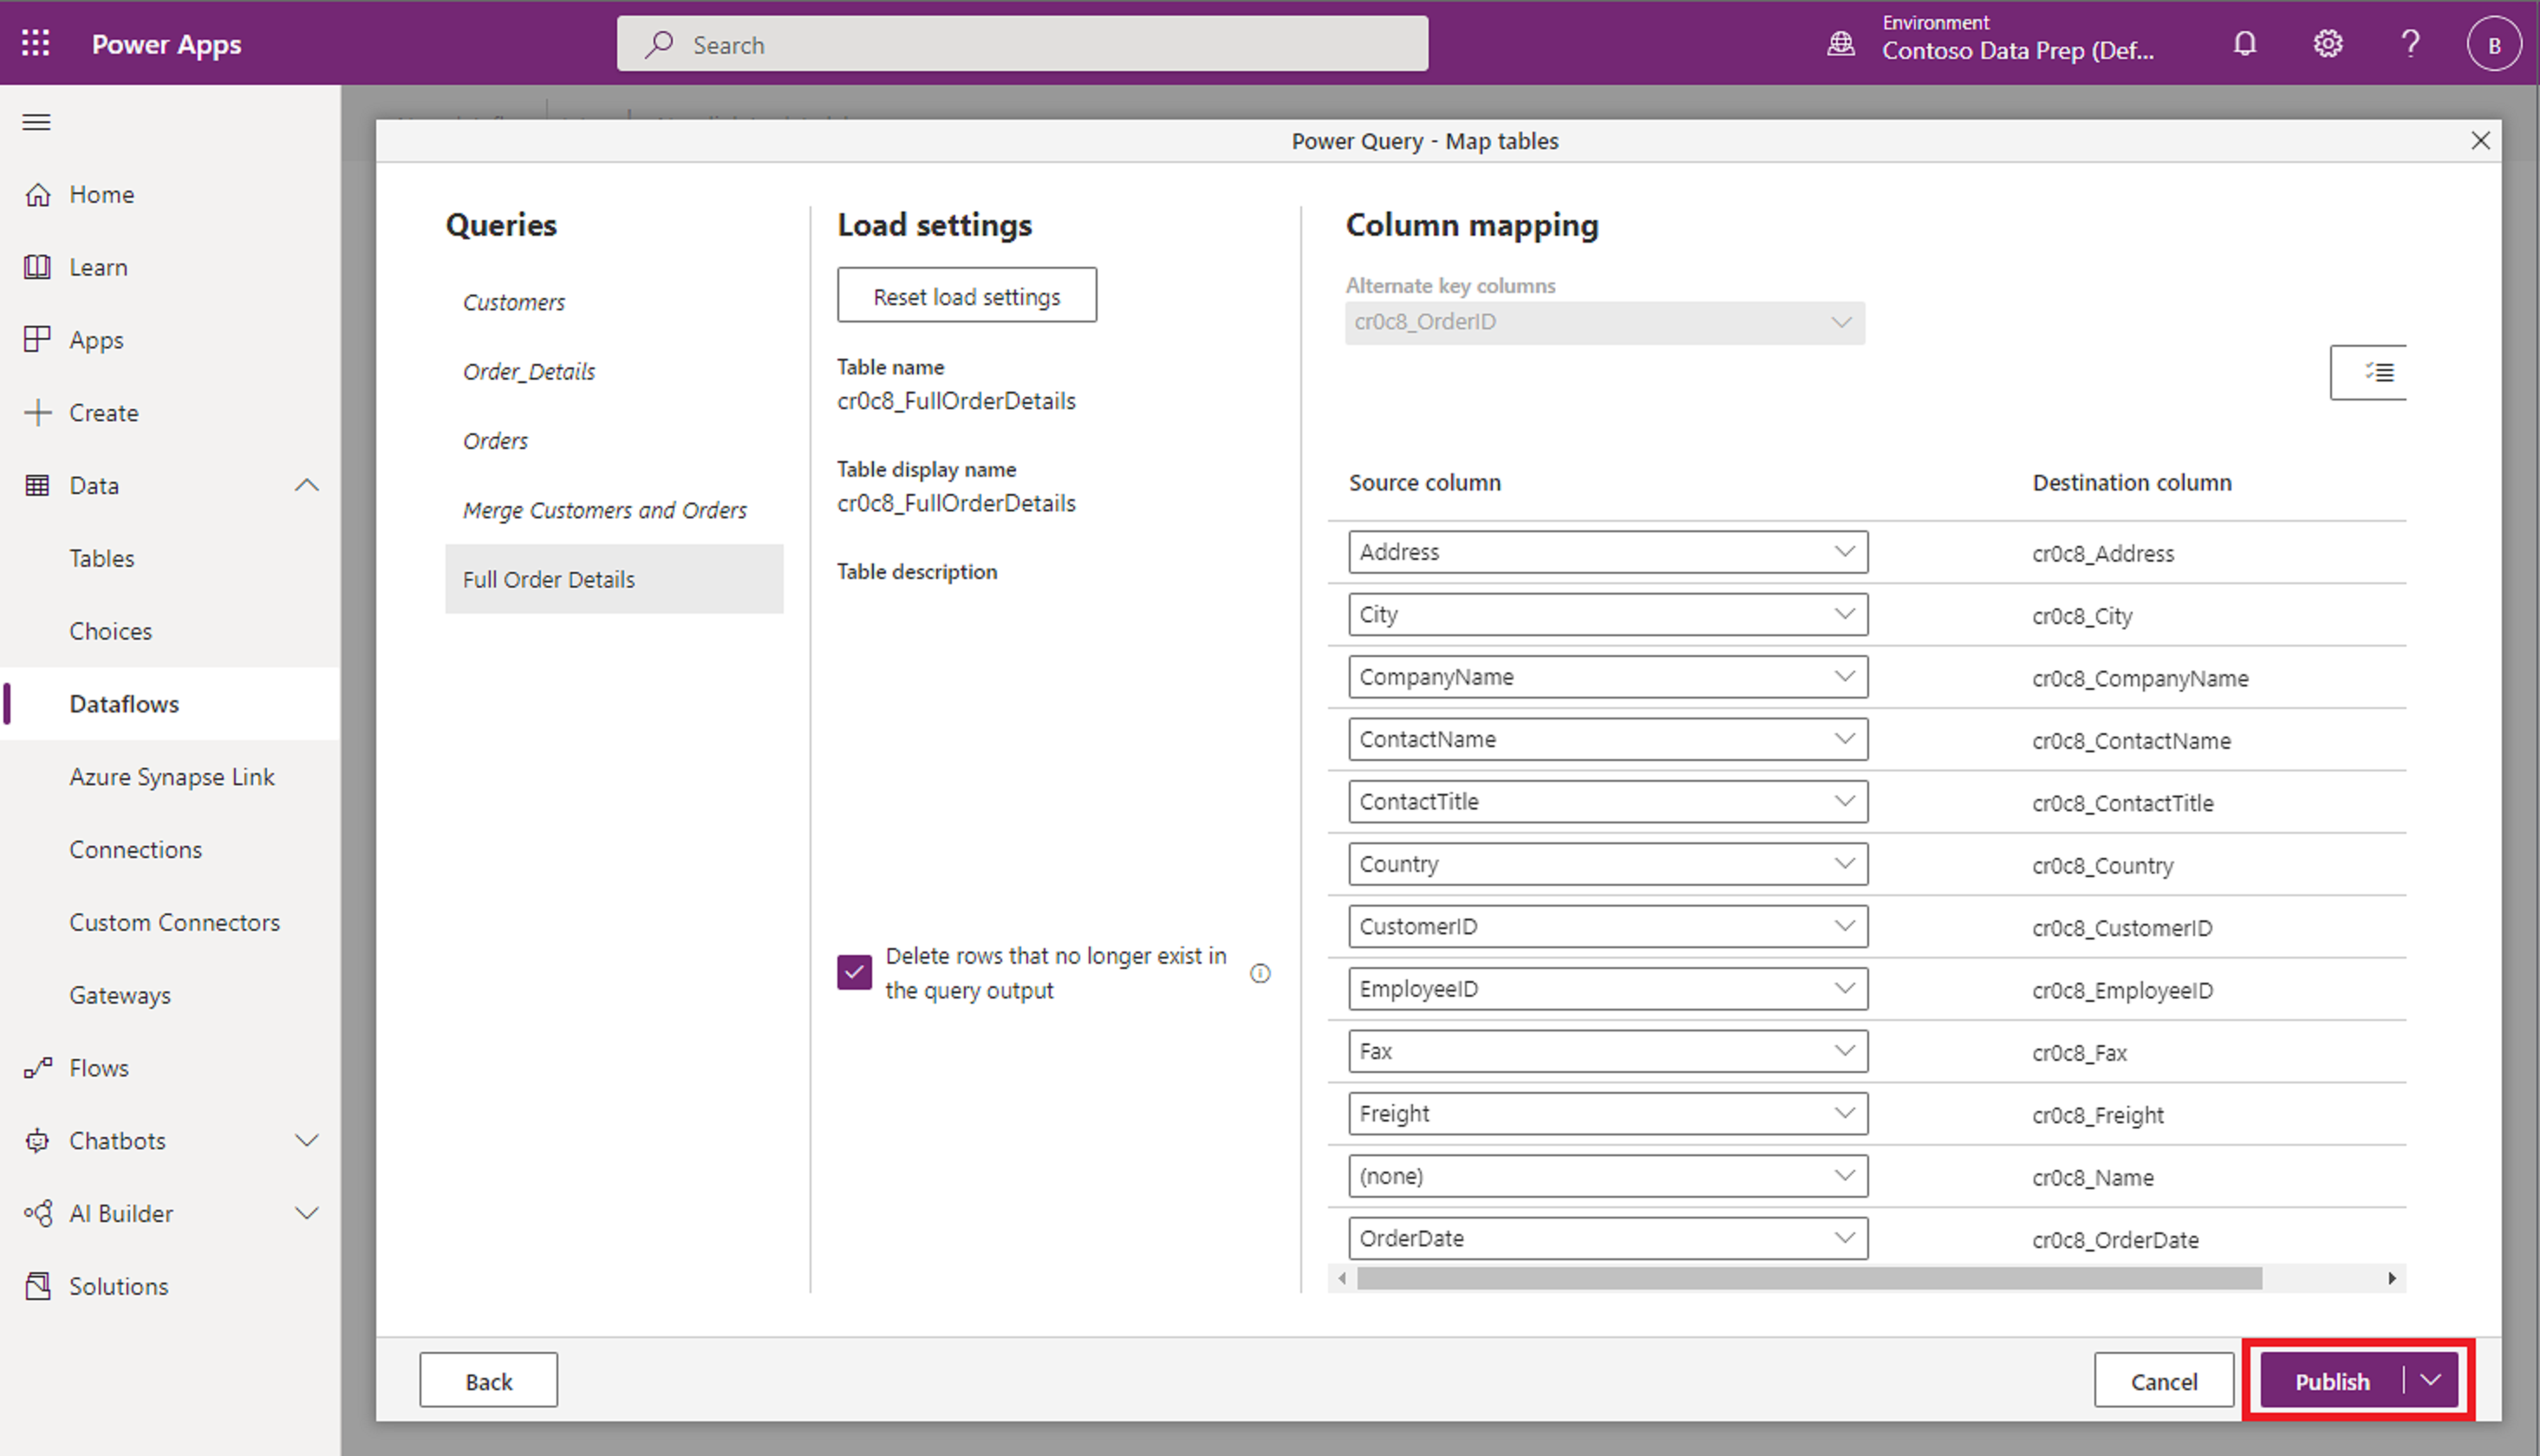 Power Apps
Search
Environment
Contoso Data Prep (Def...
B
Home
Learn
Apps
Create
Data
Tables
Choices
Dataflows
Azure Synapse Link
Connections
Custom Connectors
Gateways
Flows
Chatbots
AI Builder
Solutions
Power Query - Map tables
Queries
Customers
Order_Details
Orders
Merge Customers and Orders
Full Order Details
Load settings
Reset load settings
Table name
cr0c8_FullOrderDetails
Table display name
cr0c8_FullOrderDetails
Table description
Delete rows that no longer exist in
the query output
Column mapping
Alternate key columns
cr0c8_OrderID
Source column Destination column
Address cr0c8_Address
City cr0c8_City
CompanyName cr0c8_CompanyName
ContactName cr0c8_ContactName
ContactTitle cr0c8_ContactTitle
Country cr0c8_Country
CustomerID cr0c8_CustomerID
EmployeeID cr0c8_EmployeeID
Fax cr0c8_Fax
Freight cr0c8_Freight
(none) cr0c8_Name
OrderDate cr0c8_OrderDate
Back
Cancel
Publish